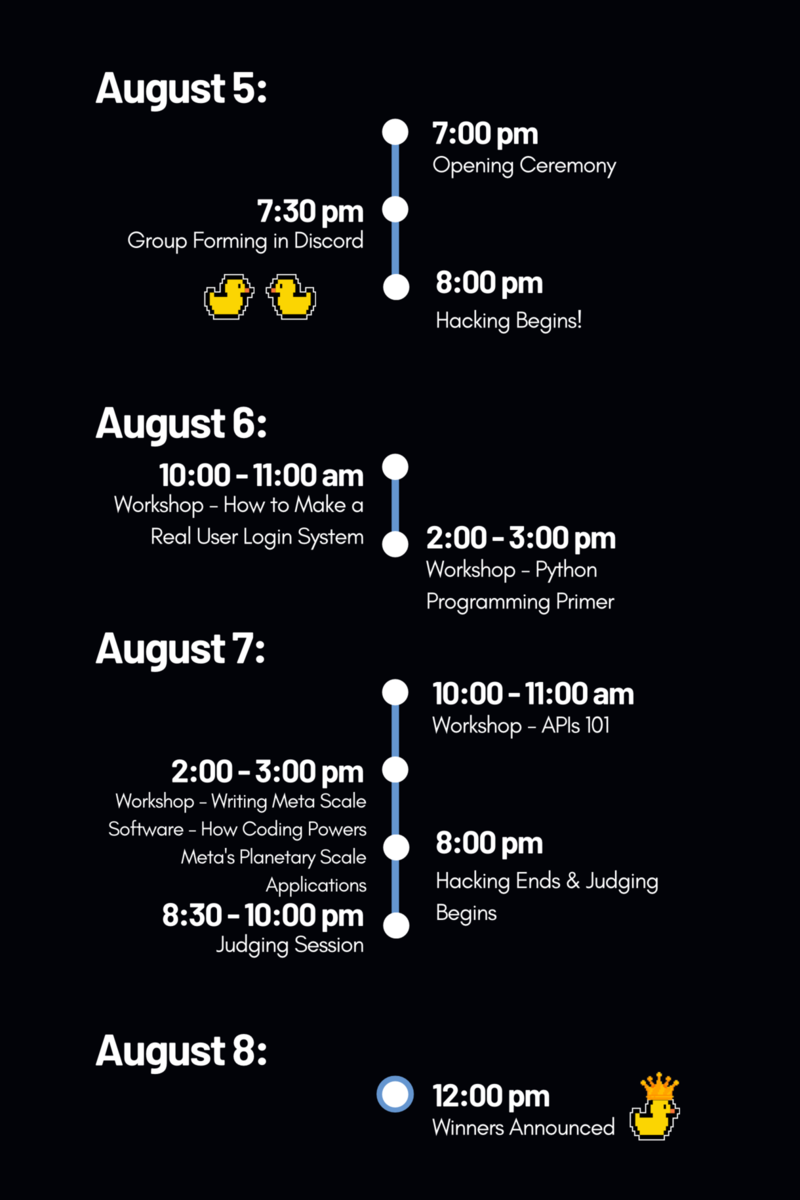 August 5:
7:00 pm
Opening Ceremony
7:30 pm
Group Forming in Discord
8:00 pm
Hacking Begins!
August 6:
10:00 - 11:00 am
Workshop - How to Make a
Real User Login System
2:00 - 3:00 pm
Workshop - Python
Programming Primer
August 7:
10:00 - 11:00 am
Workshop - APIs 101
2:00 - 3:00 pm
Workshop - Writing Meta Scale
Software - How Coding Powers
Meta's Planetary Scale
Applications
8:00 pm
Hacking Ends & Judging
Begins
8:30 - 10:00 pm
Judging Session
August 8:
12:00 pm
Winners Announced